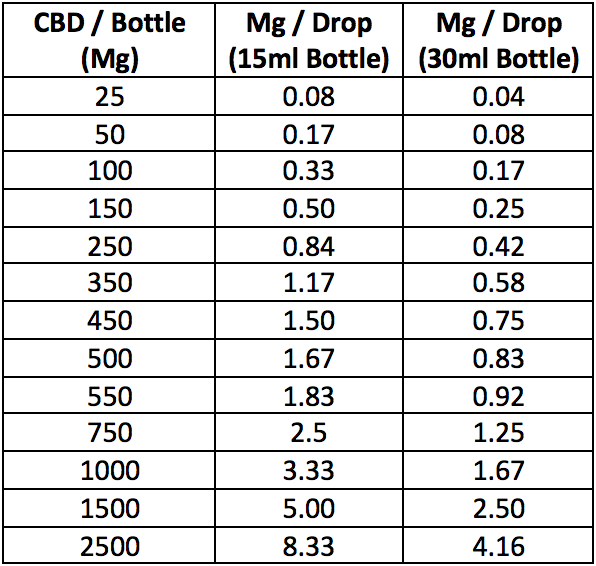 CBD / Bottle (Mg) Mg / Drop (15ml Bottle) Mg / Drop (30ml Bottle)
25 0.08 0.04
50 0.17 0.08
100 0.33 0.17
150 0.50 0.25
250 0.84 0.42
350 1.17 0.58
450 1.50 0.75
500 1.67 0.83
550 1.83 0.92
750 2.5 1.25
1000 3.33 1.67
1500 5.00 2.50
2500 8.33 4.16